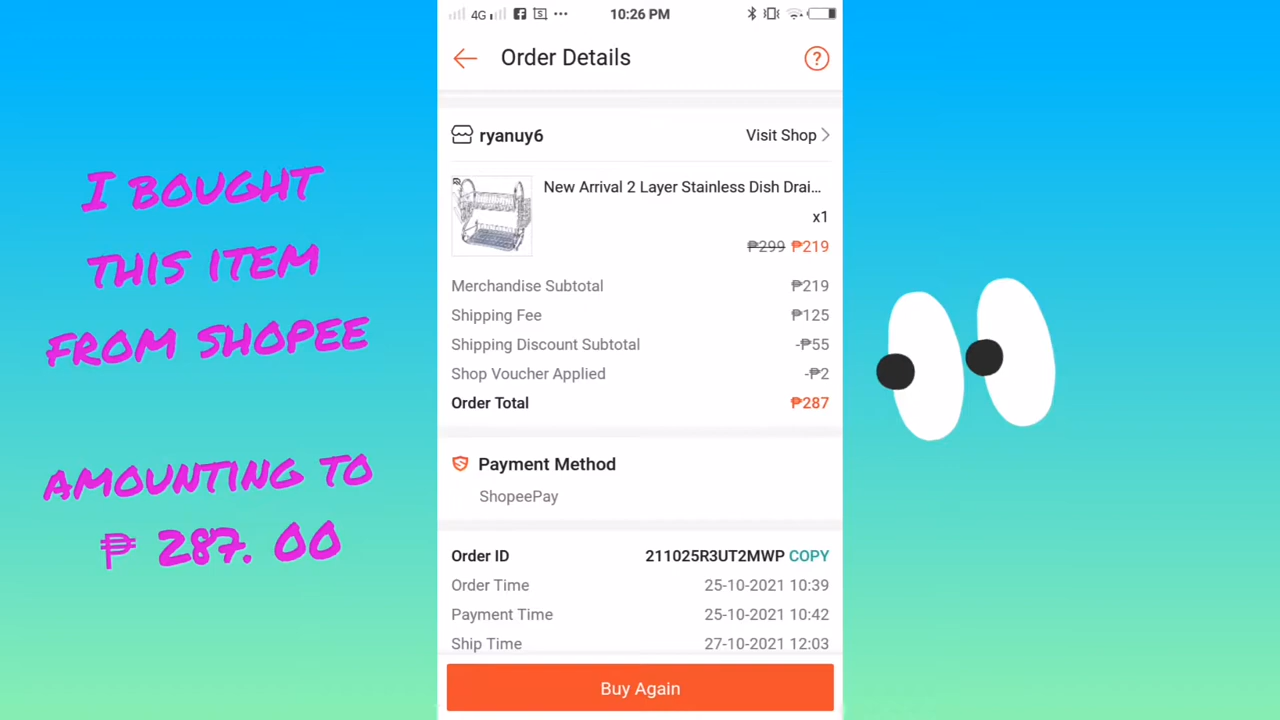 I BOUGHT
THIS ITEM
FROM SHOPEE
AMOUNTING TO
₱ 287. 00
4G 10:26 PM
Order Details
ryanuy6 Visit Shop
New Arrival 2 Layer Stainless Dish Drai...
x1
₱299 ₱219
Merchandise Subtotal ₱219
Shipping Fee ₱125
Shipping Discount Subtotal -₱55
Shop Voucher Applied -₱2
Order Total ₱287
Payment Method
ShopeePay
Order ID 211025R3UT2MWP COPY
Order Time 25-10-2021 10:39
Payment Time 25-10-2021 10:42
Ship Time 27-10-2021 12:03
Buy Again